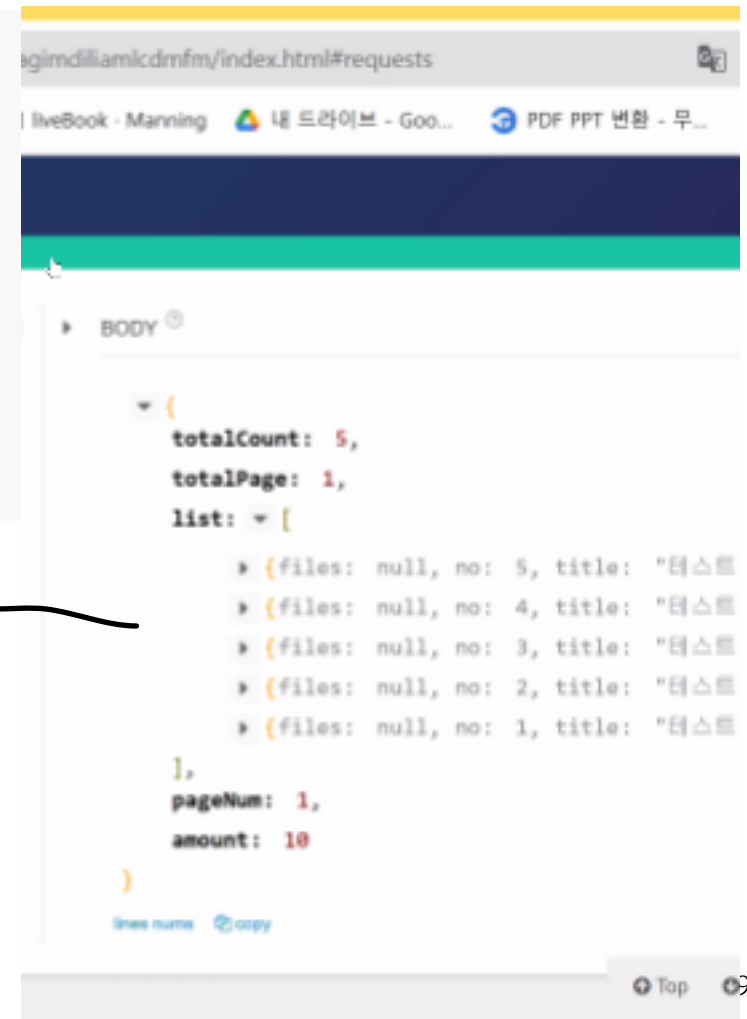 agimdiliamlcdmfm/index.html#requests
liveBook - Manning 내 드라이브 - Goo... PDF PPT 변환 - 무...
BODY
{
totalCount: 5,
totalPage: 1,
list: [
{files: null, no: 5, title: "테스트
{files: null, no: 4, title: "테스트
{files: null, no: 3, title: "테스트
{files: null, no: 2, title: "테스트
{files: null, no: 1, title: "테스트
],
pageNum: 1,
amount: 10
}
lines nums copy
Top 9